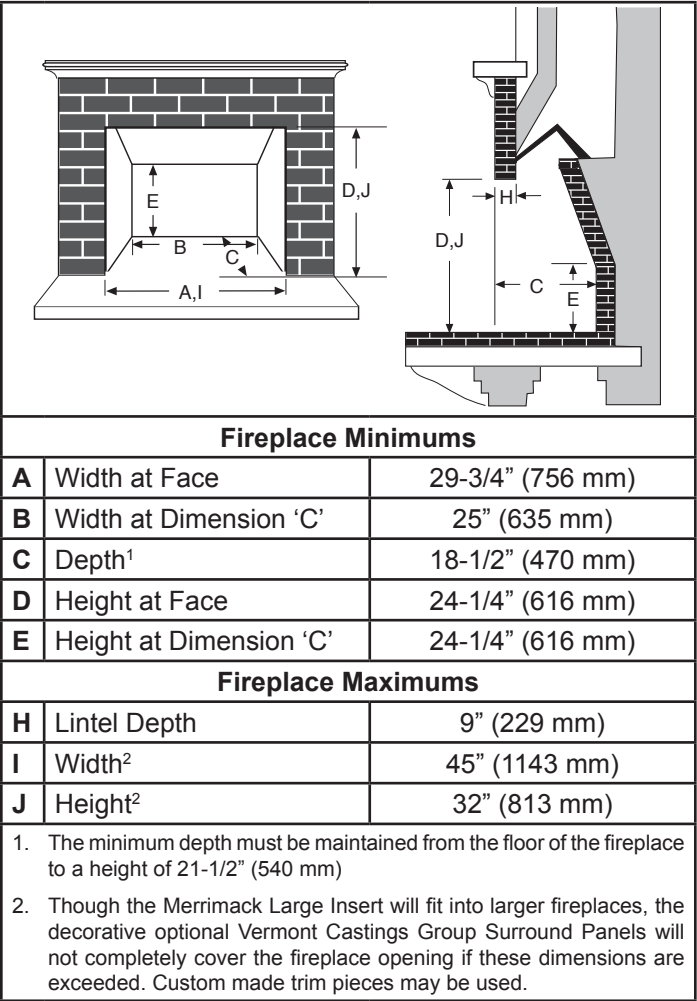 E
B
C
A,I
D,J
H
D,J
C
E
Fireplace Minimums
A Width at Face 29-3/4” (756 mm)
B Width at Dimension ‘C’ 25” (635 mm)
C Depth1 18-1/2” (470 mm)
D Height at Face 24-1/4” (616 mm)
E Height at Dimension ‘C’ 24-1/4” (616 mm)
Fireplace Maximums
H Lintel Depth 9” (229 mm)
I Width2 45” (1143 mm)
J Height2 32” (813 mm)
1. The minimum depth must be maintained from the floor of the fireplace
to a height of 21-1/2” (540 mm)
2. Though the Merrimack Large Insert will fit into larger fireplaces, the
decorative optional Vermont Castings Group Surround Panels will
not completely cover the fireplace opening if these dimensions are
exceeded. Custom made trim pieces may be used.